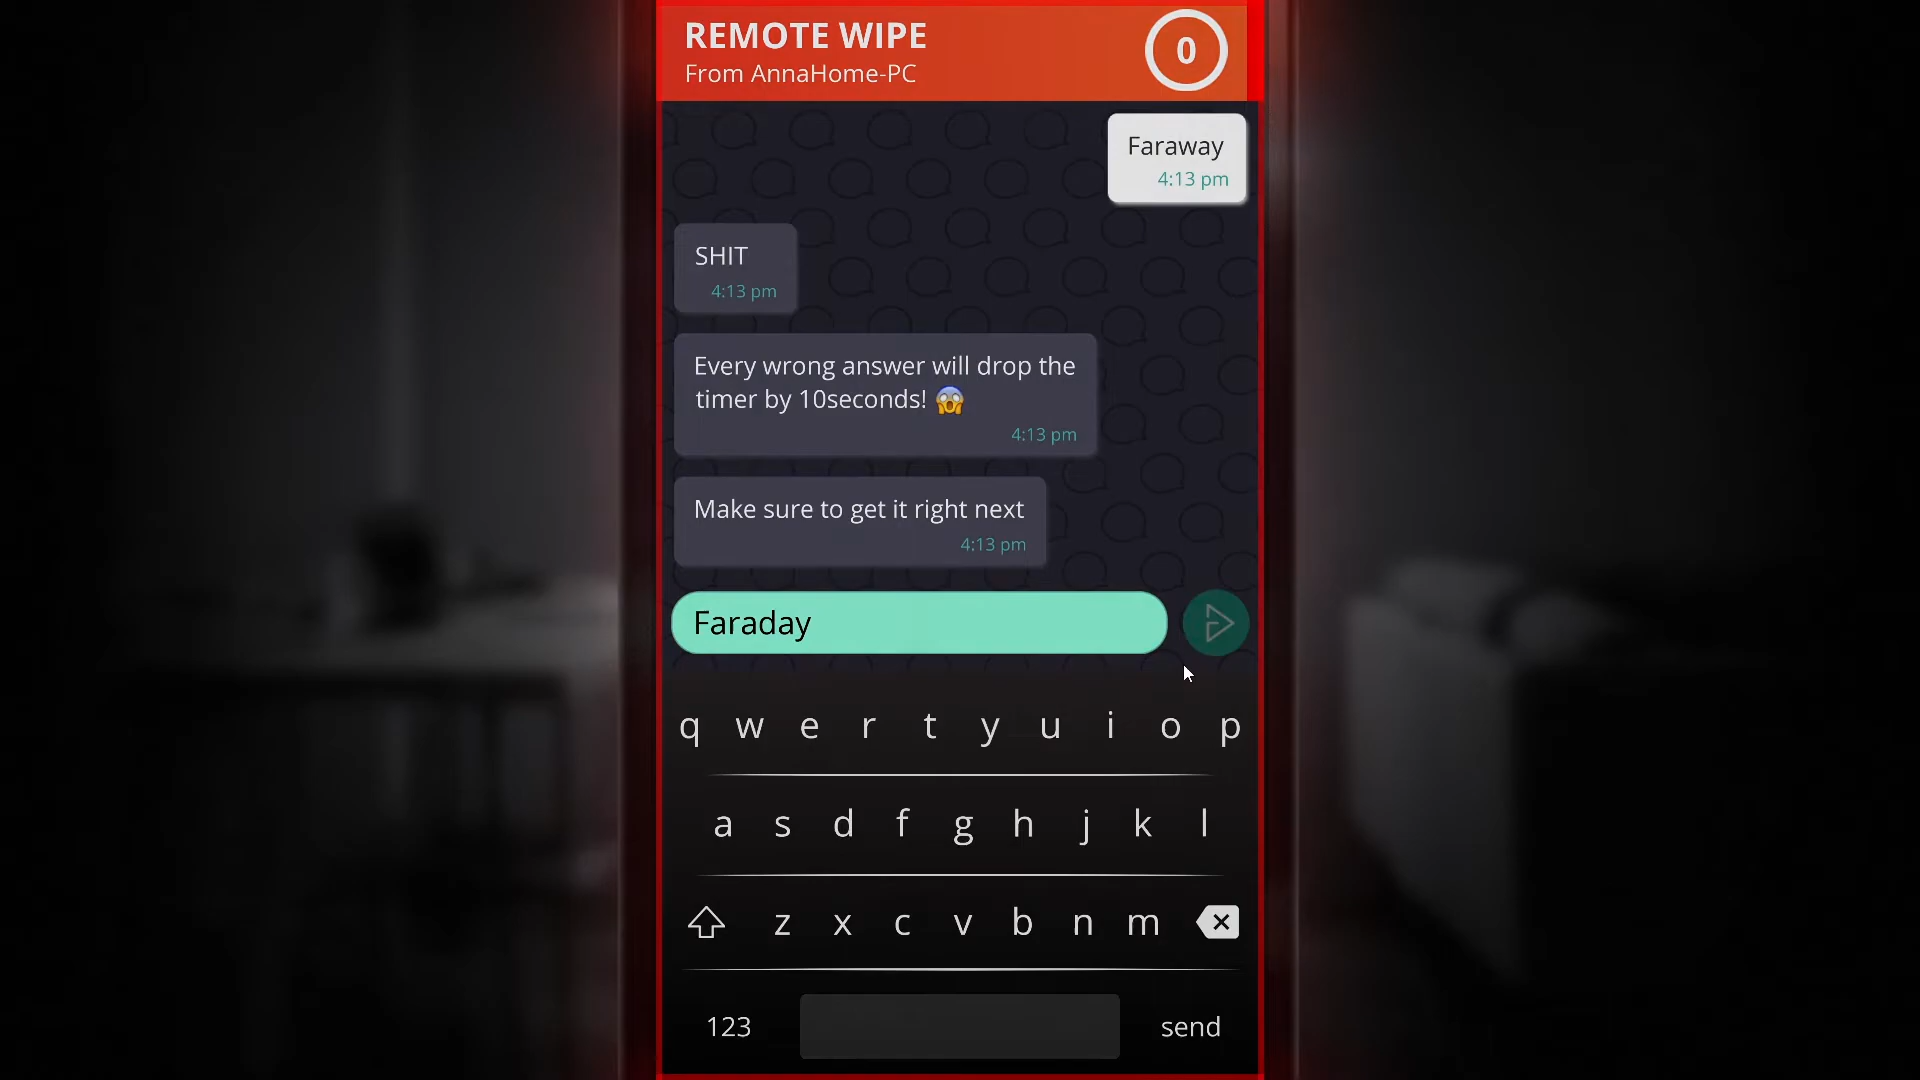 REMOTE WIPE
From AnnaHome-PC
0
Faraway
4:13 pm
SHIT
4:13 pm
Every wrong answer will drop the
timer by 10seconds! 😱
4:13 pm
Make sure to get it right next
4:13 pm
Faraday
q w e r t y u i o p
a s d f g h j k l
z x c v b n m
123 send